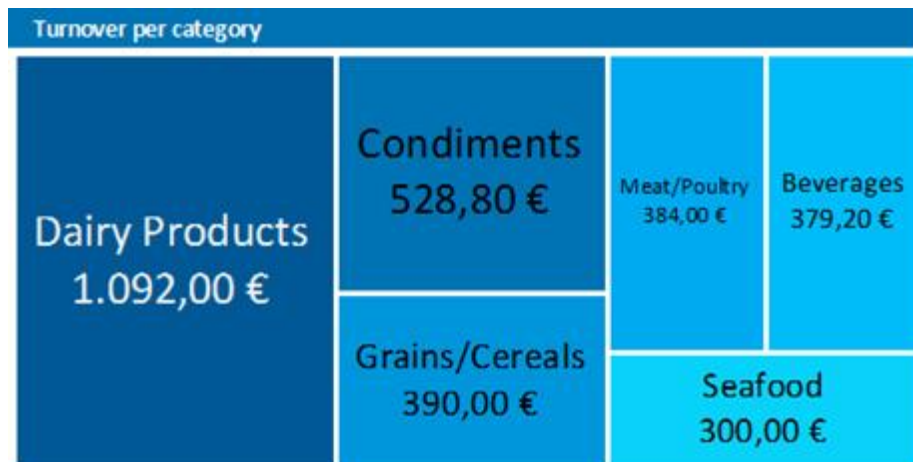 Turnover per category
Dairy Products
1.092,00 €
Condiments
528,80 €
Grains/Cereals
390,00 €
Meat/Poultry
384,00 €
Beverages
379,20 €
Seafood
300,00 €